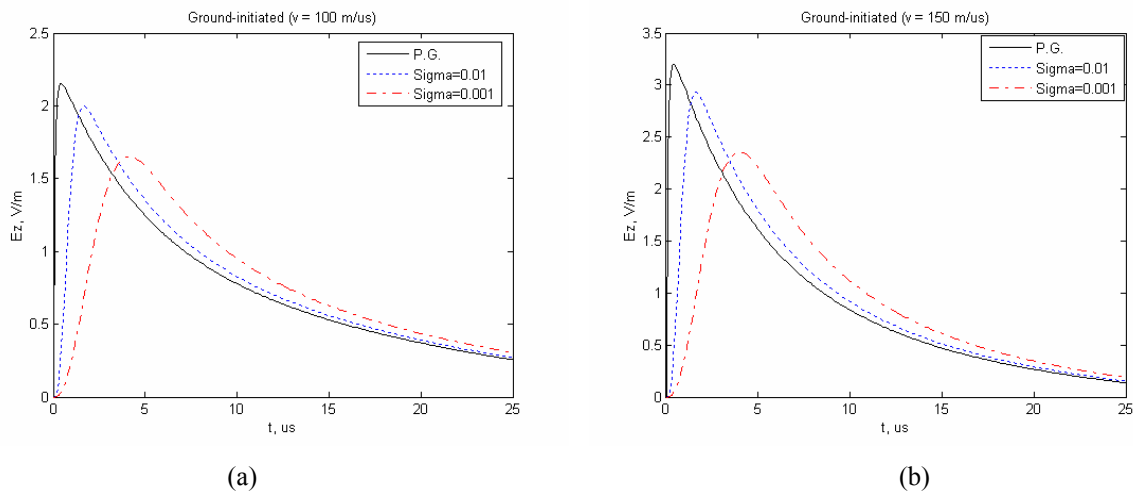 Ground-initiated (v = 100 m/us)
2.5
2
1.5
1
0.5
0
Ez, V/m
P.G.
Sigma=0.01
Sigma=0.001
0 5 10 15 20 25
t, us
(a)
Ground-initiated (v = 150 m/us)
3.5
3
2.5
2
1.5
1
0.5
0
Ez, V/m
P.G.
Sigma=0.01
Sigma=0.001
0 5 10 15 20 25
t, us
(b)